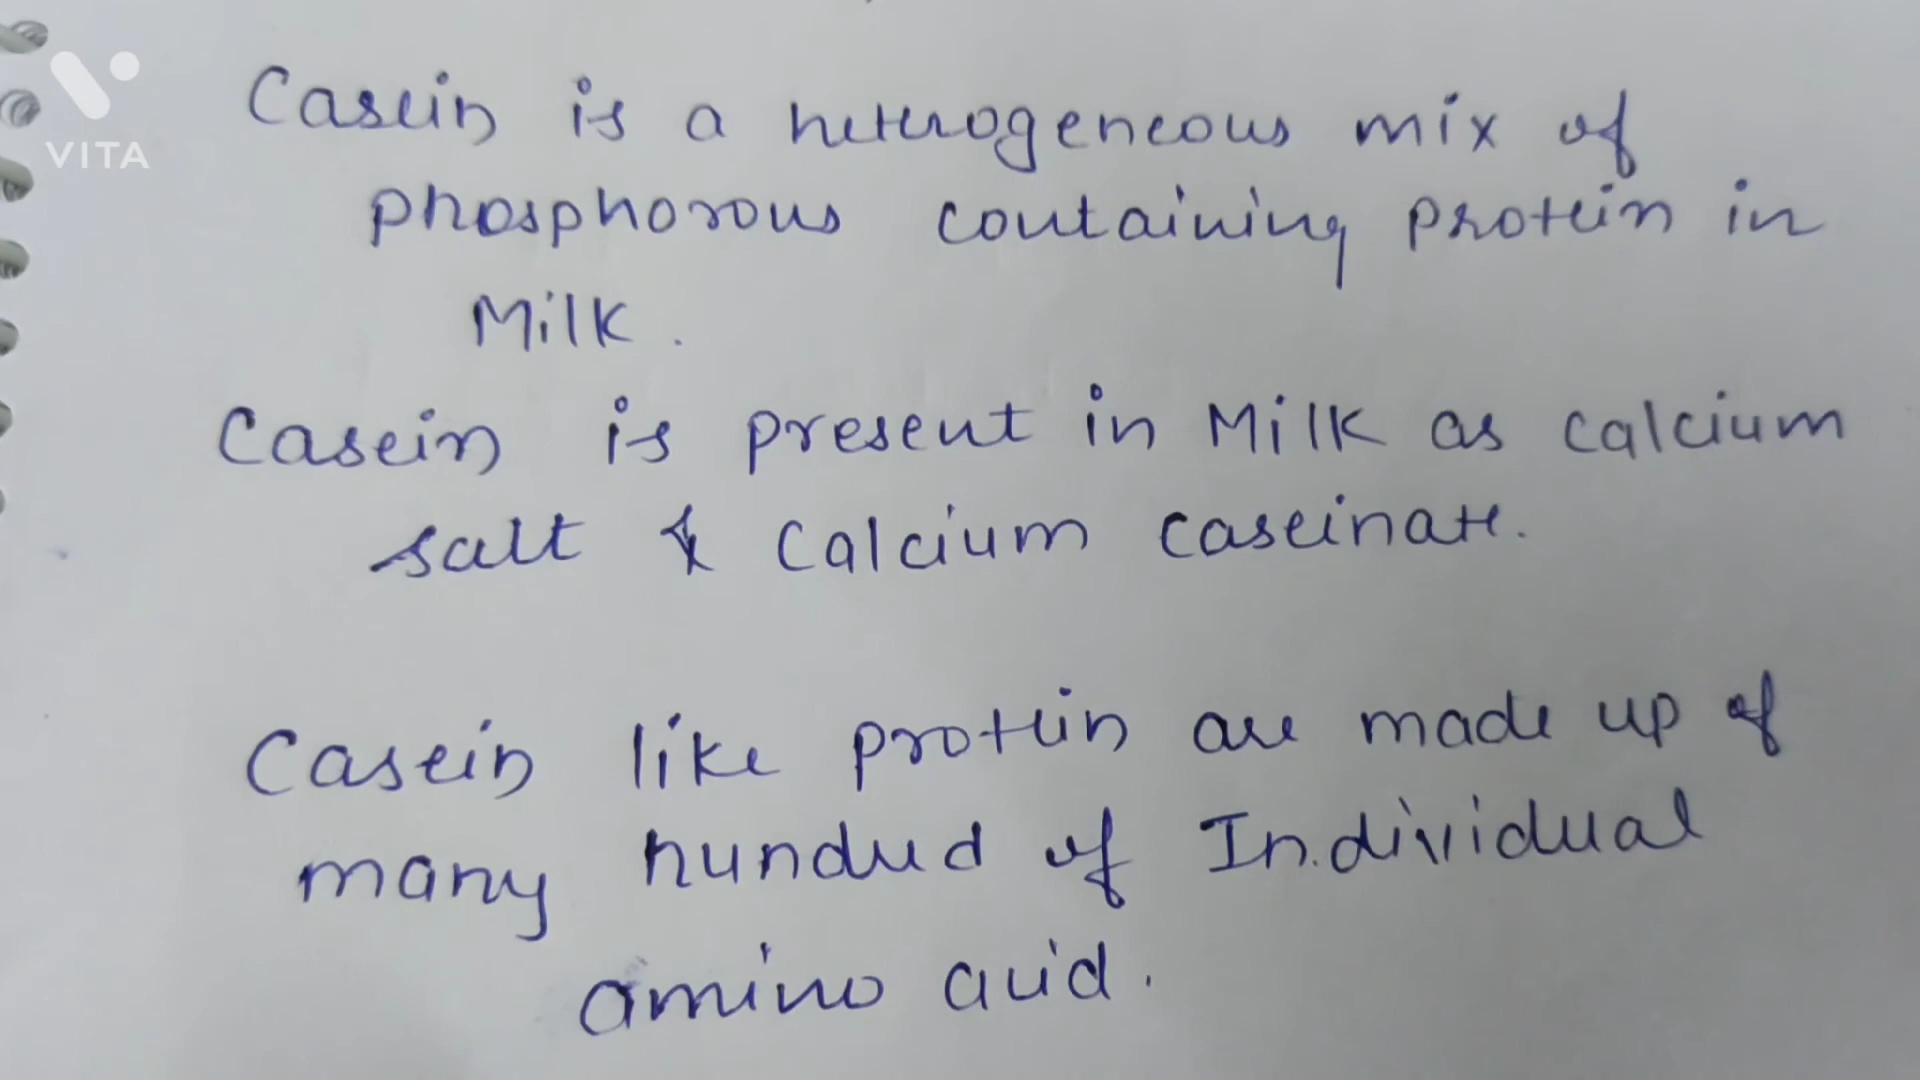 VITA
Casein is a heterogeneous mix of
phosphorous containing protein in
Milk.
Casein is present in Milk as calcium
salt & Calcium caseinate.
Casein like protein are made up of
many hundred of Individual
amino acid.